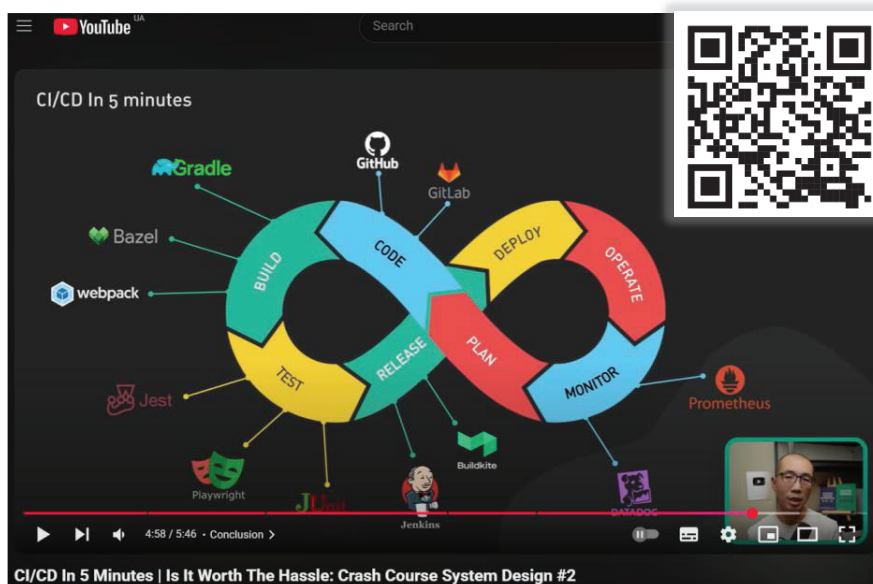 YouTube UA
Search
CI/CD In 5 minutes
Gradle
GitHub
GitLab
Bazel
webpack
CODE
DEPLOY
BUILD
OPERATE
TEST
RELEASE
PLAN
MONITOR
Jest
Prometheus
Playwright
JUnit
Buildkite
Jenkins
DATADOG
4:58 / 5:46 • Conclusion >
CI/CD In 5 Minutes | Is It Worth The Hassle: Crash Course System Design #2